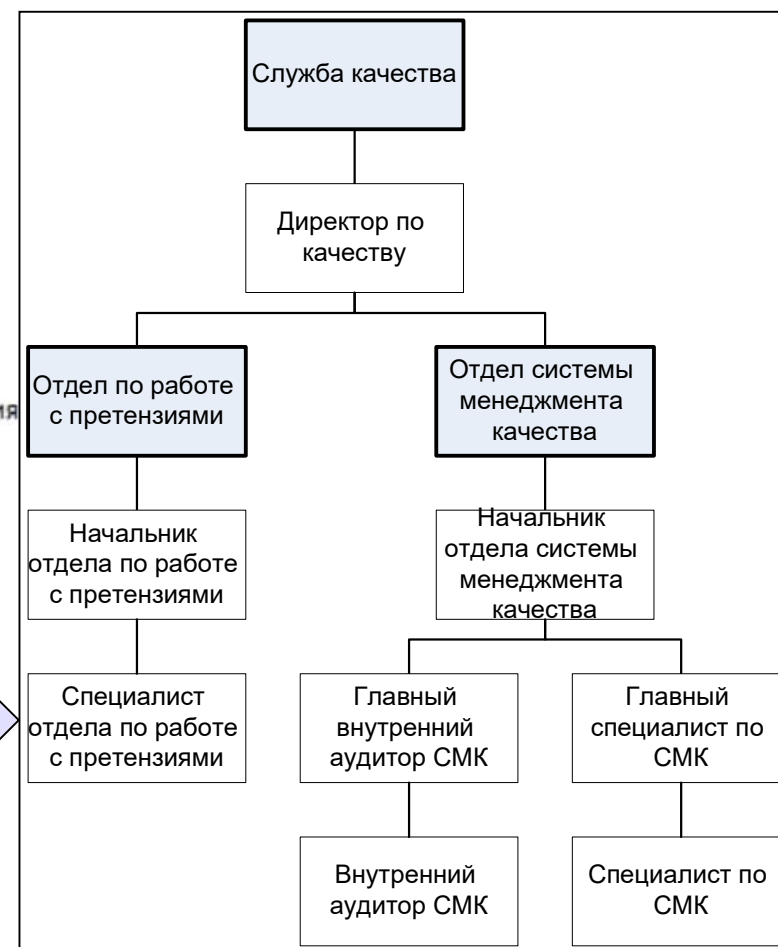 Служба качества
Директор по
качеству
Отдел по работе
с претензиями
Отдел системы
менеджмента
качества
Начальник
отдела по работе
с претензиями
Начальник
отдела системы
менеджмента
качества
Специалист
отдела по работе
с претензиями
Главный
внутренний
аудитор СМК
Главный
специалист по
СМК
Внутренний
аудитор СМК
Специалист по
СМК